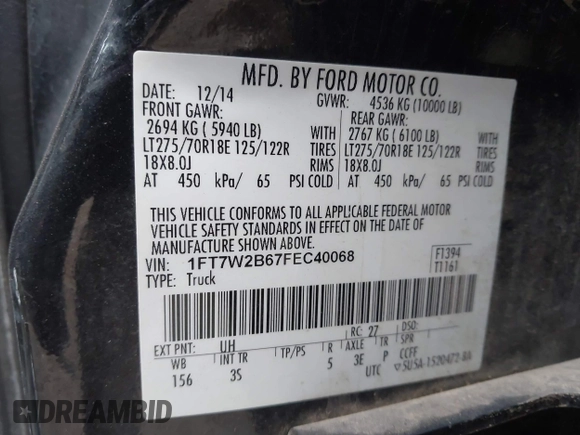 MFD. BY FORD MOTOR CO.
DATE: 12/14 GVWR: 4536 KG (10000 LB)
FRONT GAWR: REAR GAWR:
2694 KG ( 5940 LB) WITH 2767 KG ( 6100 LB) WITH
LT275/70R18E 125/122R TIRES LT275/70R18E 125/122R TIRES
18X8.0J RIMS 18X8.0J RIMS
AT 450 kPa/ 65 PSI COLD AT 450 kPa/ 65 PSI COLD
THIS VEHICLE CONFORMS TO ALL APPLICABLE FEDERAL MOTOR
VEHICLE SAFETY STANDARDS IN EFFECT ON THE DATE OF
MANUFACTURE SHOWN ABOVE.
VIN: 1FT7W2B67FEC40068 F1394
TYPE: Truck T1161
RC: 27 DSO:
EXT PNT: UH
WB INT TR TP/PS R AXLE TR SPR
156 3S 5 3E P CCFF
UTC
DREAMBID